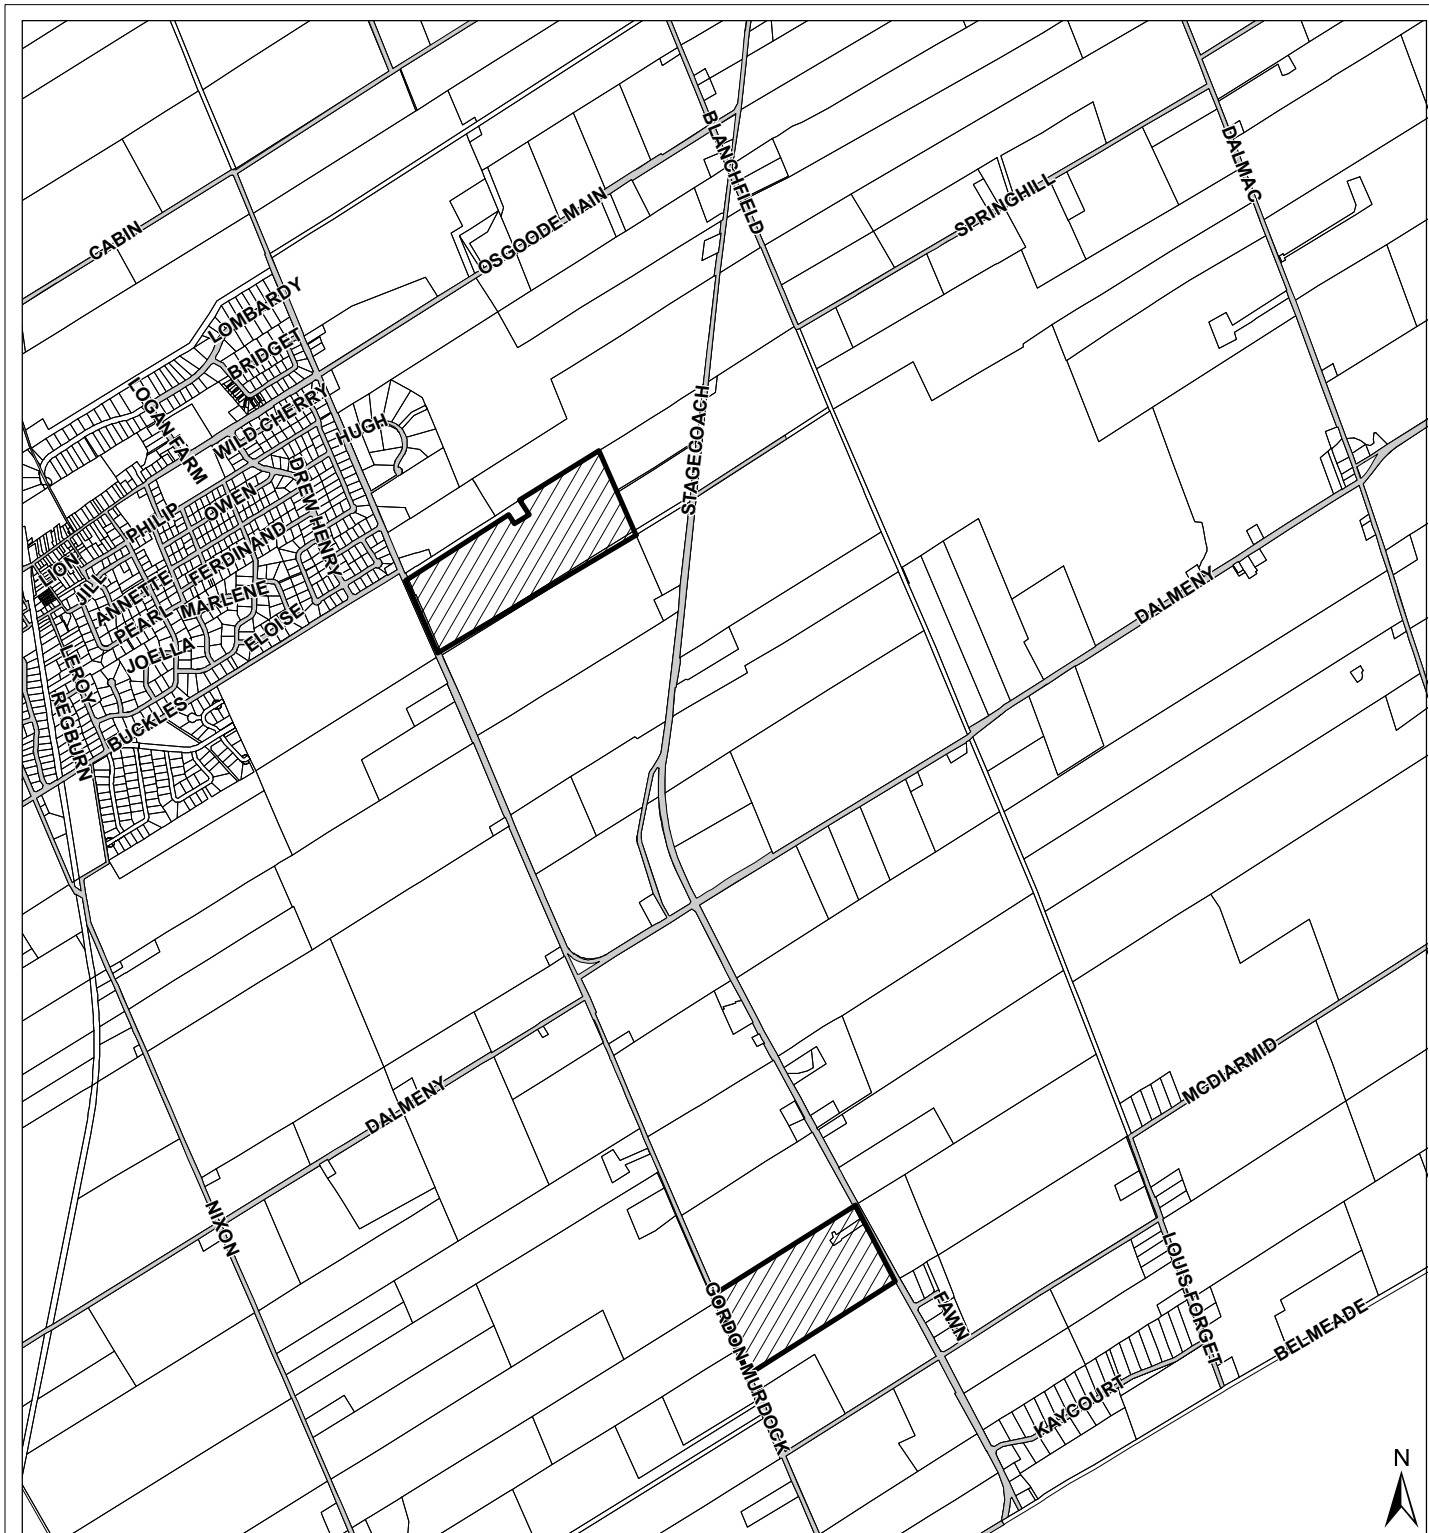 BLANCHFIELD
DALMAC
OSGOODE MAIN
SPRINGHILL
CABIN
LOMBARDY
BRIDGET
LOGAN FARM
WILD CHERRY
HUGH
STAGECOACH
DREW HENRY
OWEN
PHILIP
FERDINAND
LION
JILL
ANNETTE
PEARL
MARLENE
ELOISE
JOELLA
LEROY
REGBURN
BUCKLES
DALMENY
DALMENY
MCDIARMID
NIXON
GORDON MURDOCK
FAWN
LOUIS FORGET
BELMEADE
KAYCOURT
N